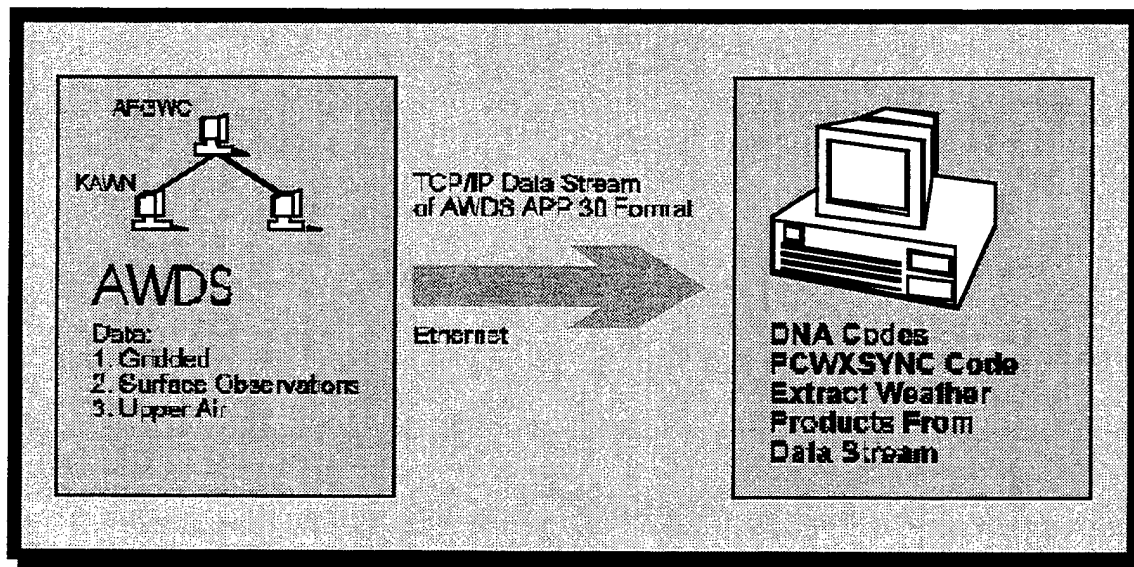 AFGWC
KAWN
AWDS
Data:
1. Gridded
2. Surface Observations
3. Upper Air
TCP/IP Data Stream
of AWDS APP 30 Format
Ethernet
DNA Codes
PCWXSYNC Code
Extract Weather
Products From
Data Stream